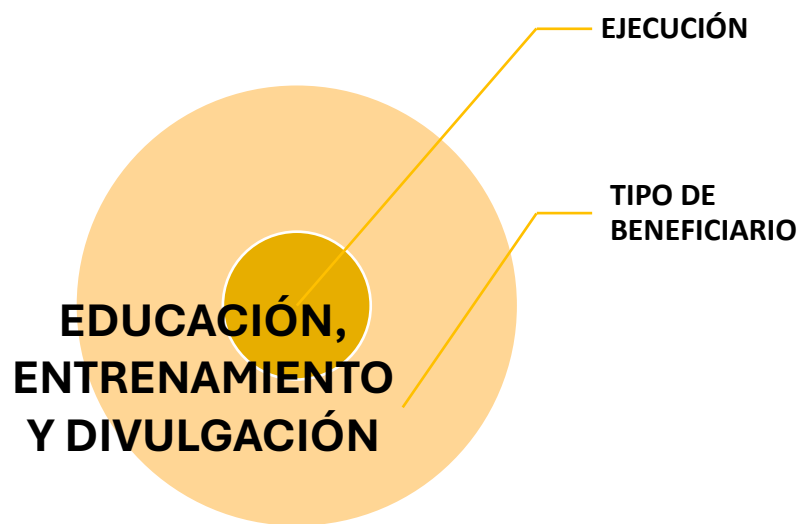 EJECUCIÓN
TIPO DE
BENEFICIARIO
EDUCACIÓN,
ENTRENAMIENTO
Y DIVULGACIÓN